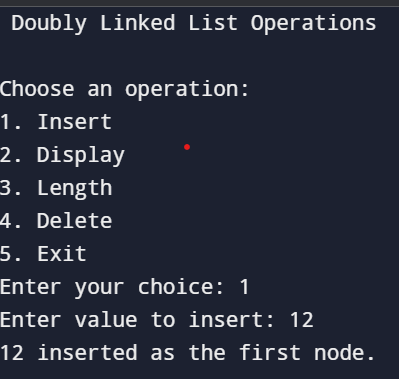 Doubly Linked List Operations
Choose an operation:
1. Insert
2. Display
3. Length
4. Delete
5. Exit
Enter your choice: 1
Enter value to insert: 12
12 inserted as the first node.